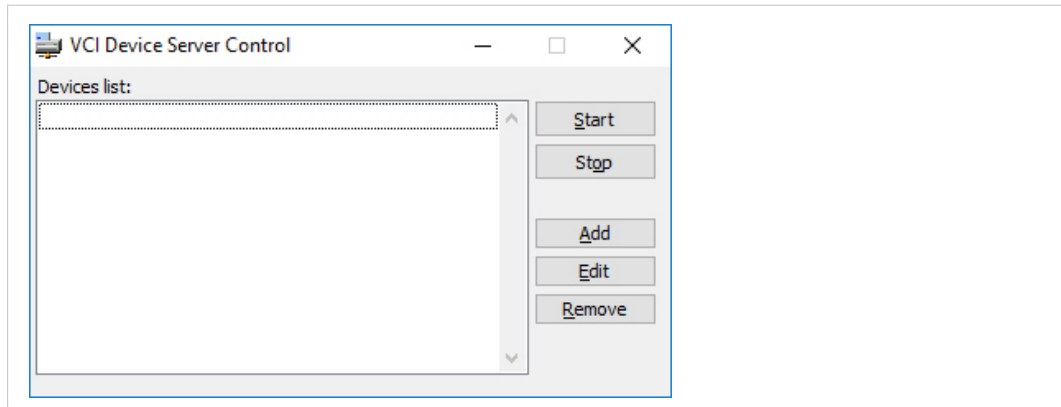 VCI Device Server Control
Devices list:
Start
Stop
Add
Edit
Remove